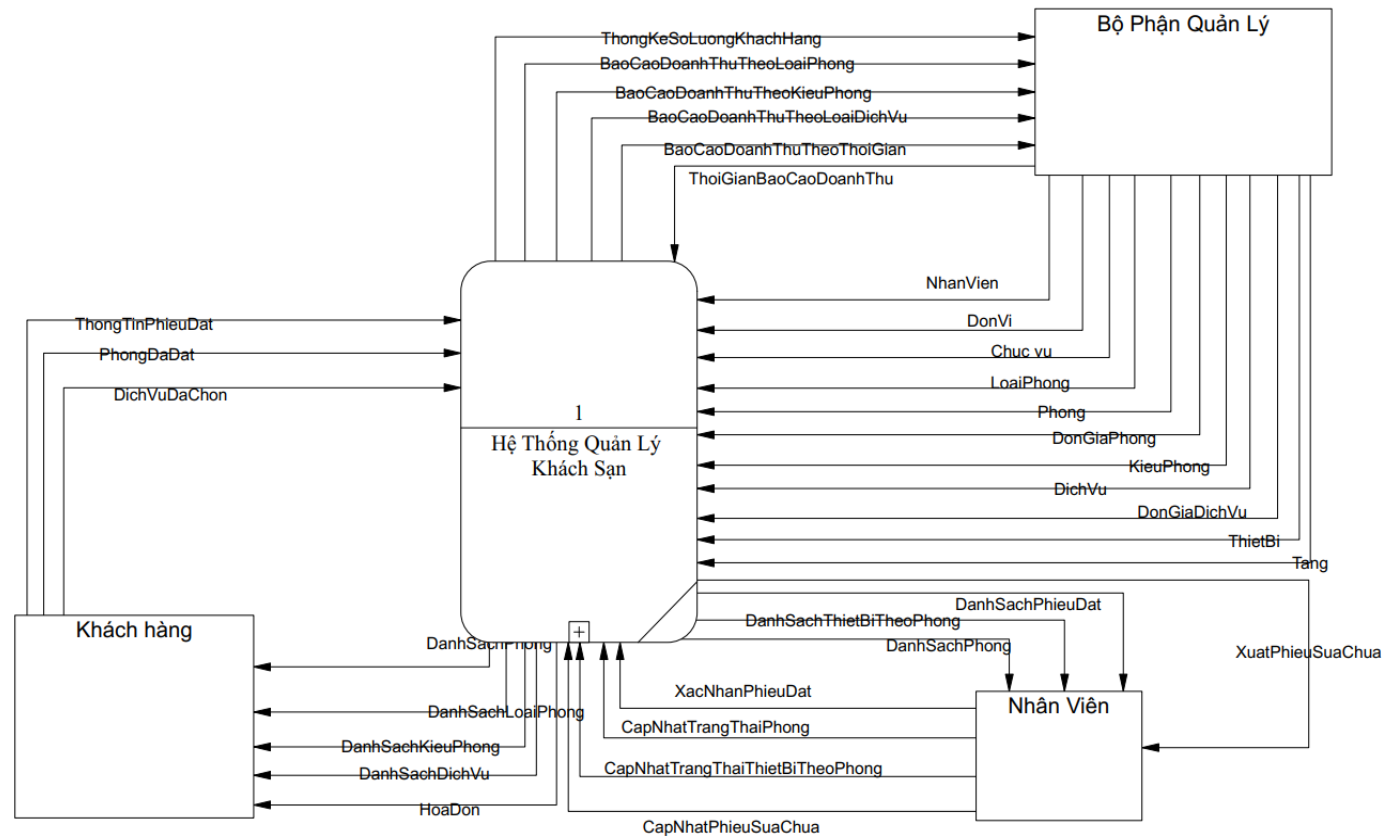 Bộ Phận Quản Lý
ThongKeSoLuongKhachHang
BaoCaoDoanhThuTheoLoaiPhong
BaoCaoDoanhThuTheoKieuPhong
BaoCaoDoanhThuTheoLoaiDichVu
BaoCaoDoanhThuTheoThoiGian
ThoiGianBaoCaoDoanhThu
NhanVien
DonVi
Chuc vu
LoaiPhong
Phong
DonGiaPhong
KieuPhong
DichVu
DonGiaDichVu
ThietBi
Tang
ThongTinPhieuDat
PhongDaDat
DichVuDaChon
1
Hệ Thống Quản Lý
Khách Sạn
+
Khách hàng
DanhSachPhong
DanhSachLoaiPhong
DanhSachKieuPhong
DanhSachDichVu
HoaDon
DanhSachPhieuDat
DanhSachThietBiTheoPhong
DanhSachPhong
XuatPhieuSuaChua
Nhân Viên
XacNhanPhieuDat
CapNhatTrangThaiPhong
CapNhatTrangThaiThietBiTheoPhong
CapNhatPhieuSuaChua